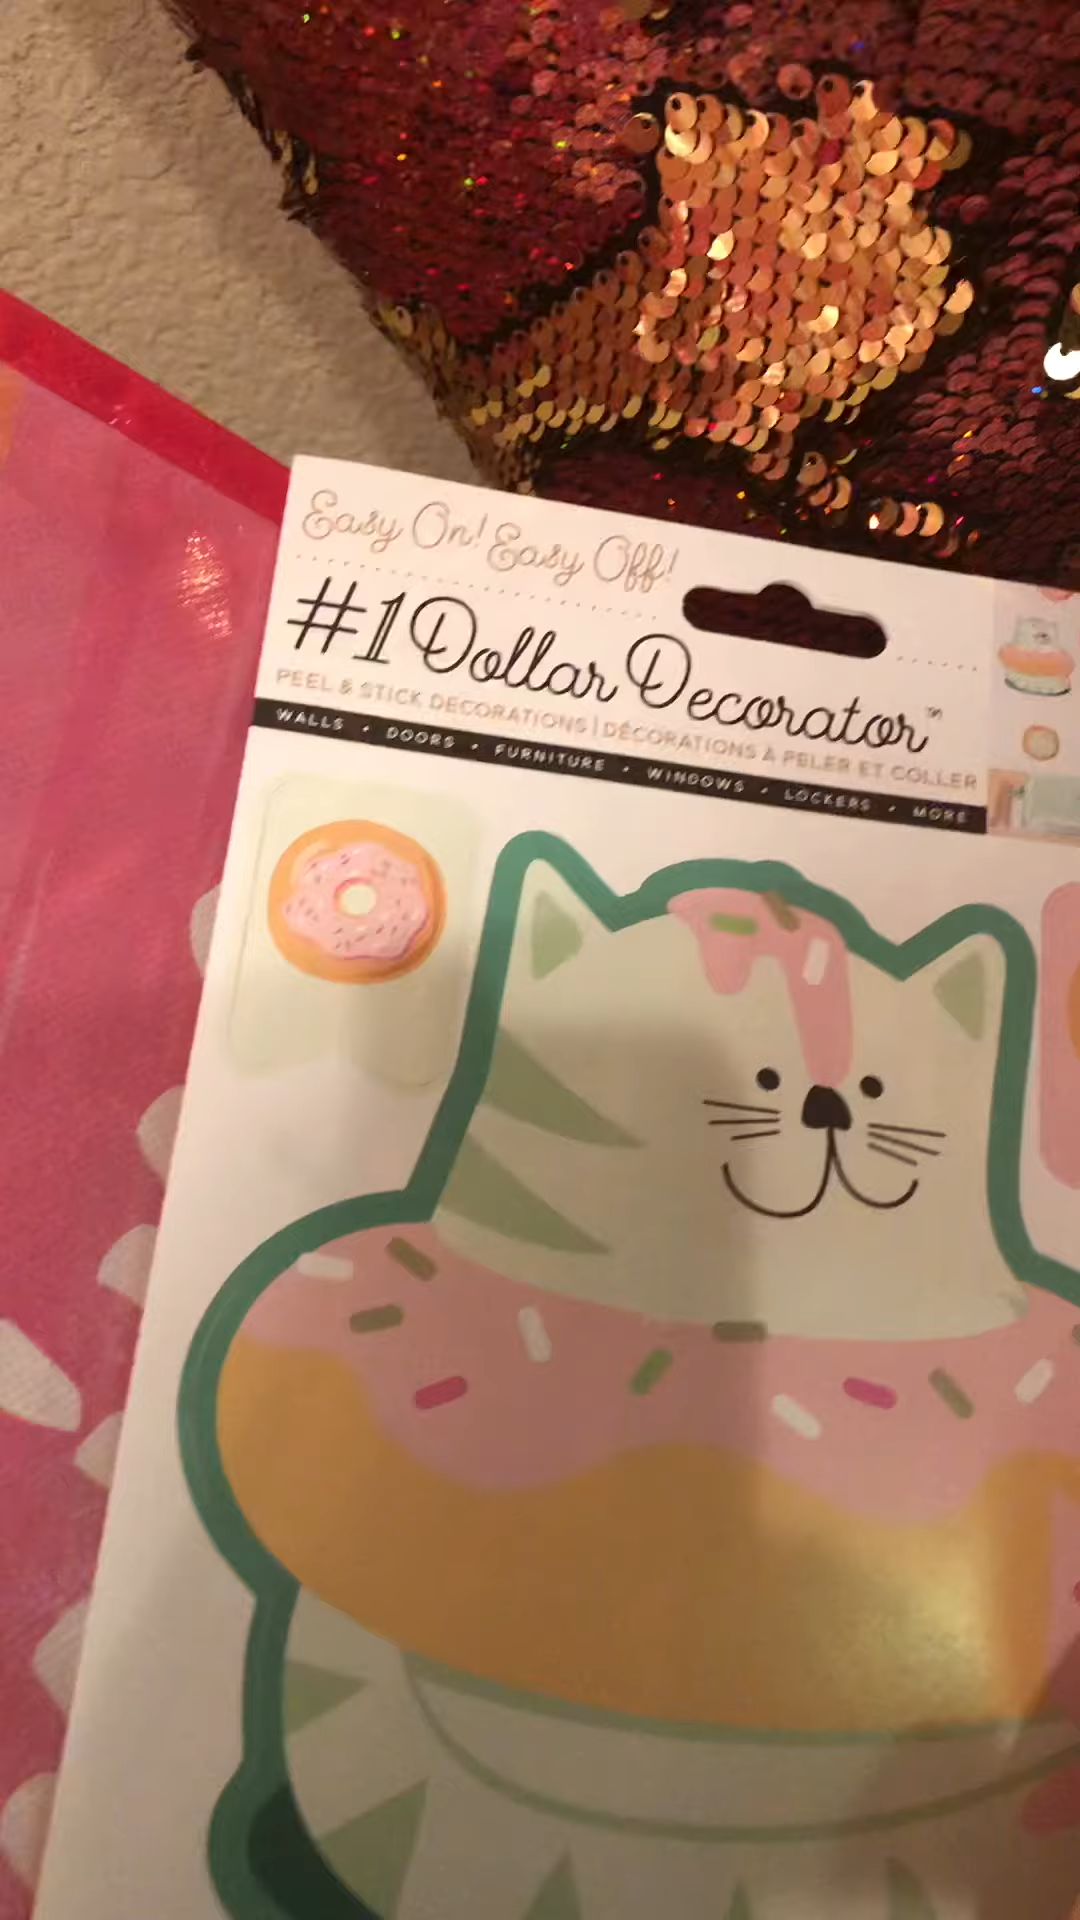 Easy On! Easy Off!
#1 Dollar Decorator™
PEEL & STICK DECORATIONS | DÉCORATIONS À PELER ET COLLER
WALLS • DOORS • FURNITURE • WINDOWS • LOCKERS • MORE